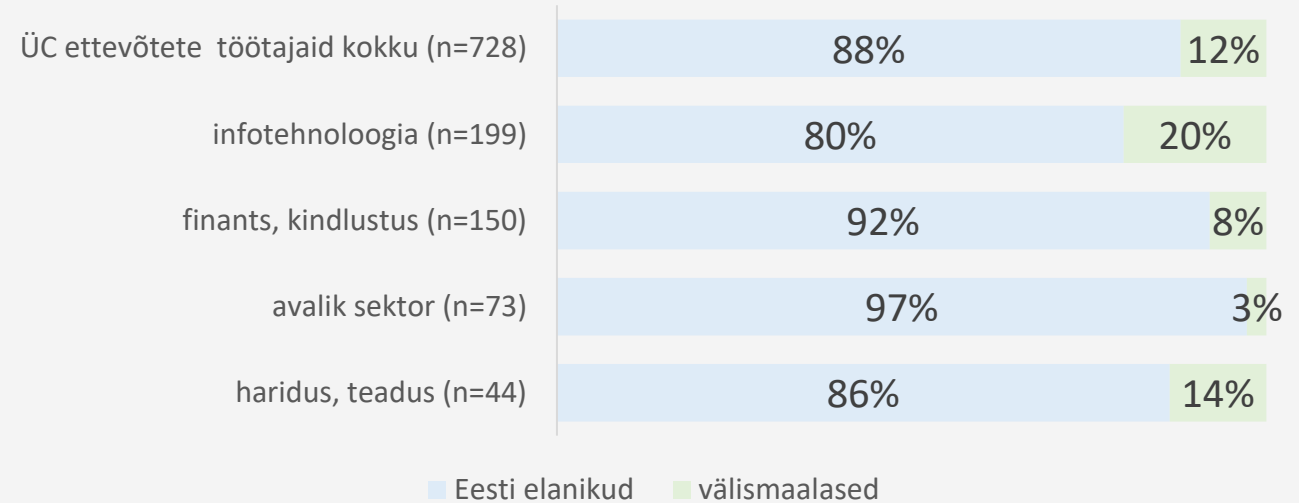 ÜC ettevõtete töötajaid kokku (n=728) 88% 12%
infotehnoloogia (n=199) 80% 20%
finants, kindlustus (n=150) 92% 8%
avalik sektor (n=73) 97% 3%
haridus, teadus (n=44) 86% 14%
Eesti elanikud välismaalased